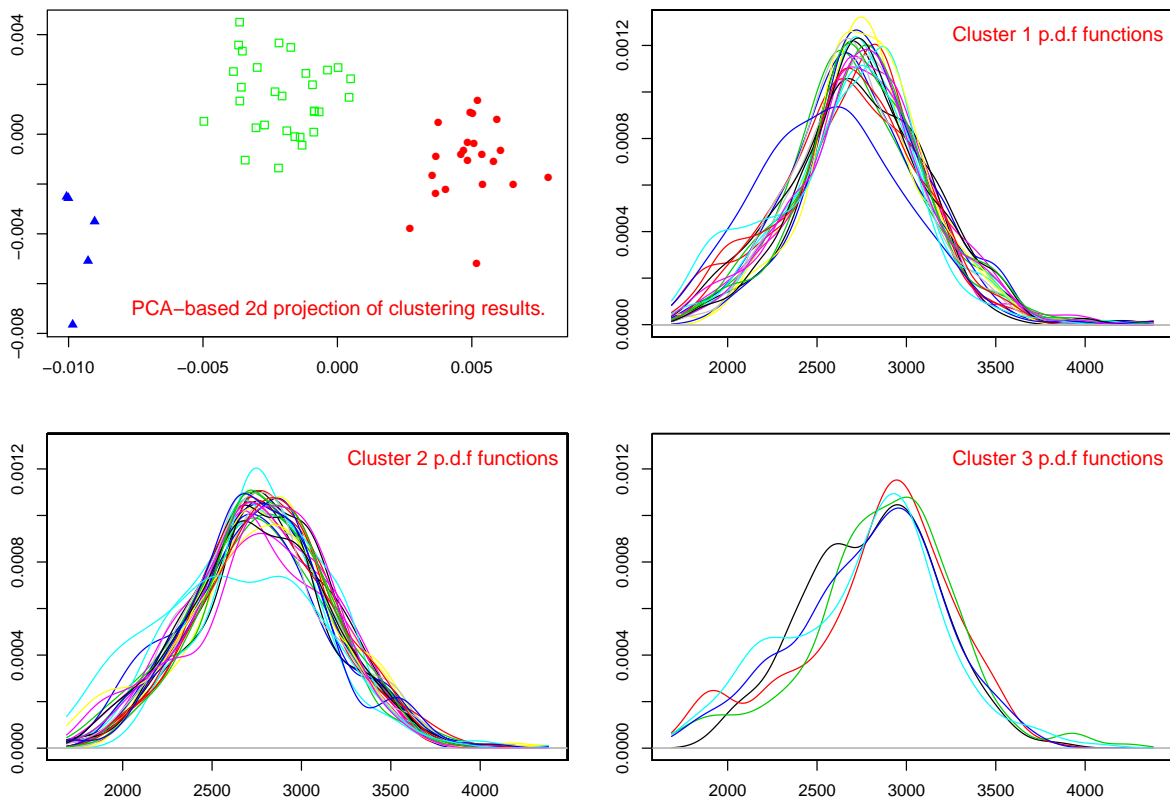 0.004
0.000
−0.004
−0.008
PCA−based 2d projection of clustering results.
−0.010 −0.005 0.000 0.005
Cluster 1 p.d.f functions
0.0012
0.0008
0.0004
0.0000
2000 2500 3000 3500 4000
Cluster 2 p.d.f functions
0.0012
0.0008
0.0004
0.0000
2000 2500 3000 3500 4000
Cluster 3 p.d.f functions
0.0012
0.0008
0.0004
0.0000
2000 2500 3000 3500 4000